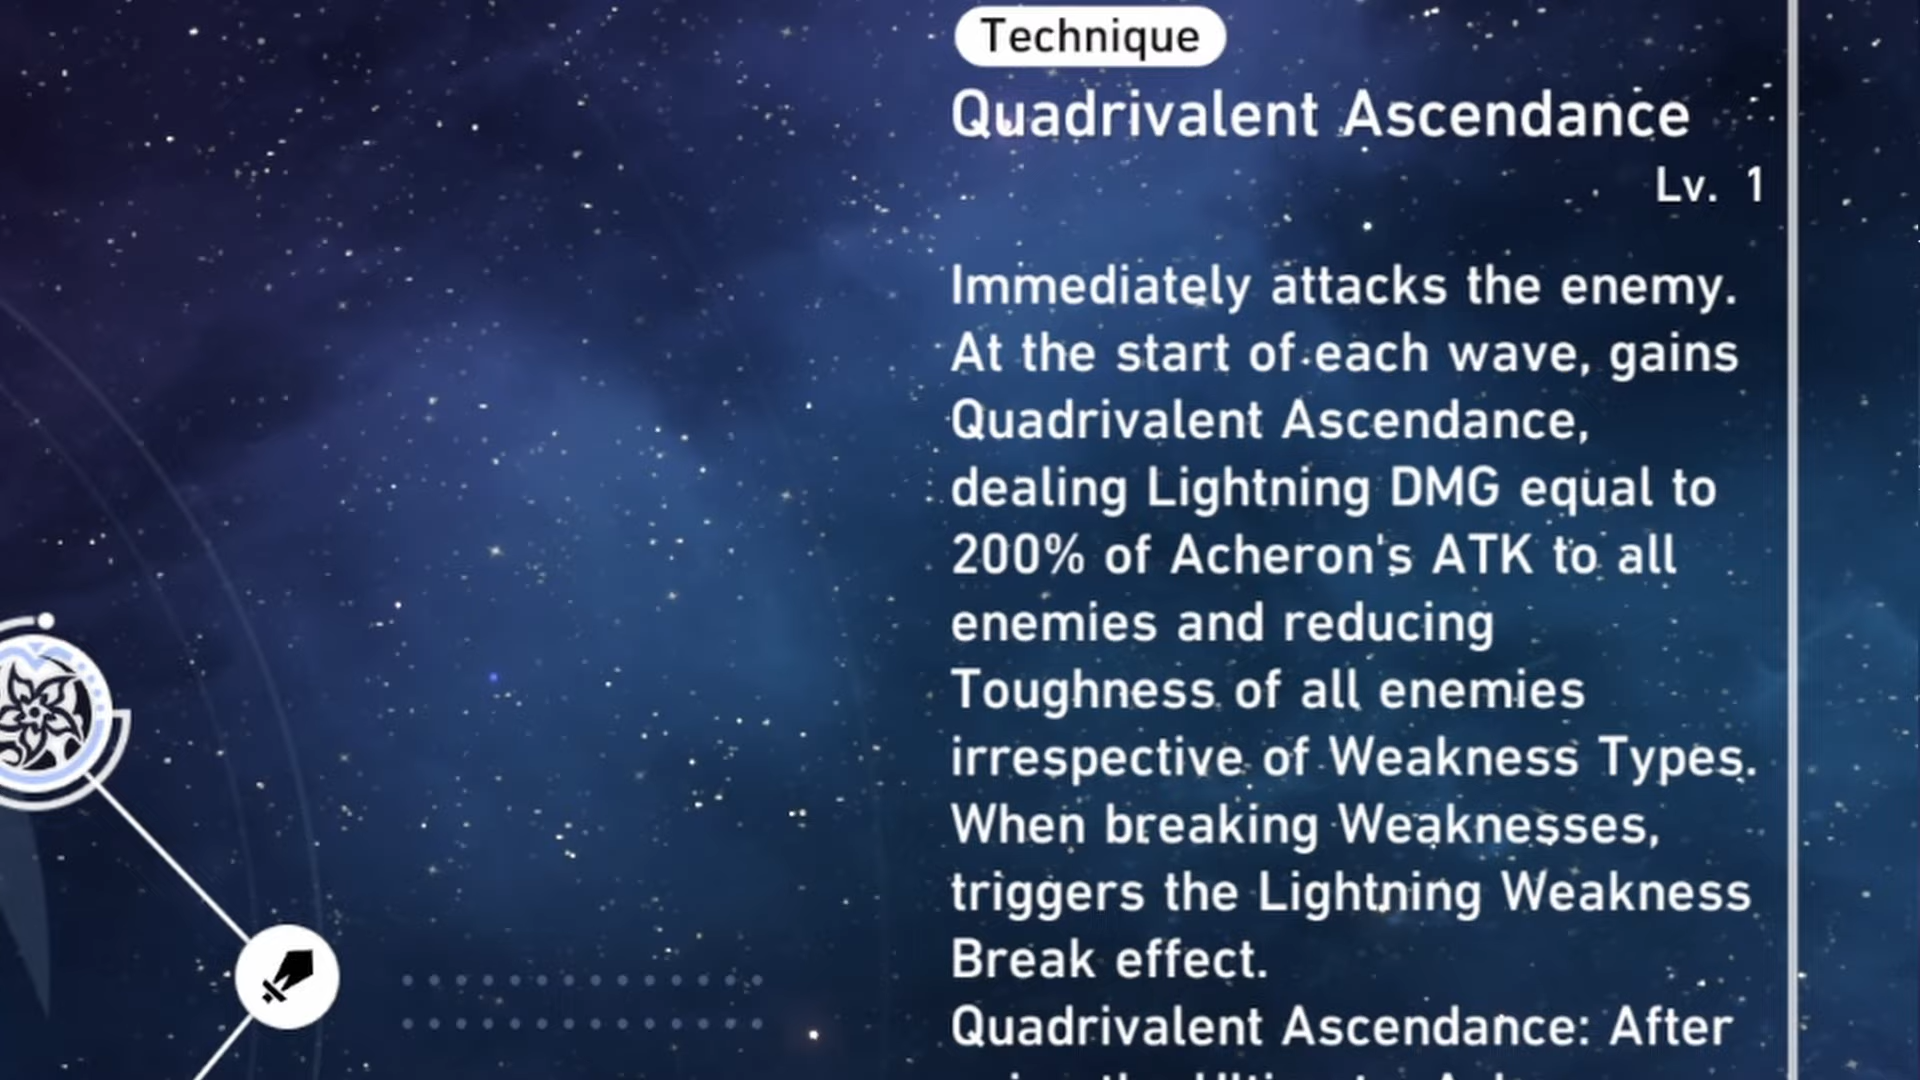 Technique
Quadrivalent Ascendance
Lv. 1
Immediately attacks the enemy.
At the start of each wave, gains
Quadrivalent Ascendance,
dealing Lightning DMG equal to
200% of Acheron's ATK to all
enemies and reducing
Toughness of all enemies
irrespective of Weakness Types.
When breaking Weaknesses,
triggers the Lightning Weakness
Break effect.
Quadrivalent Ascendance: After